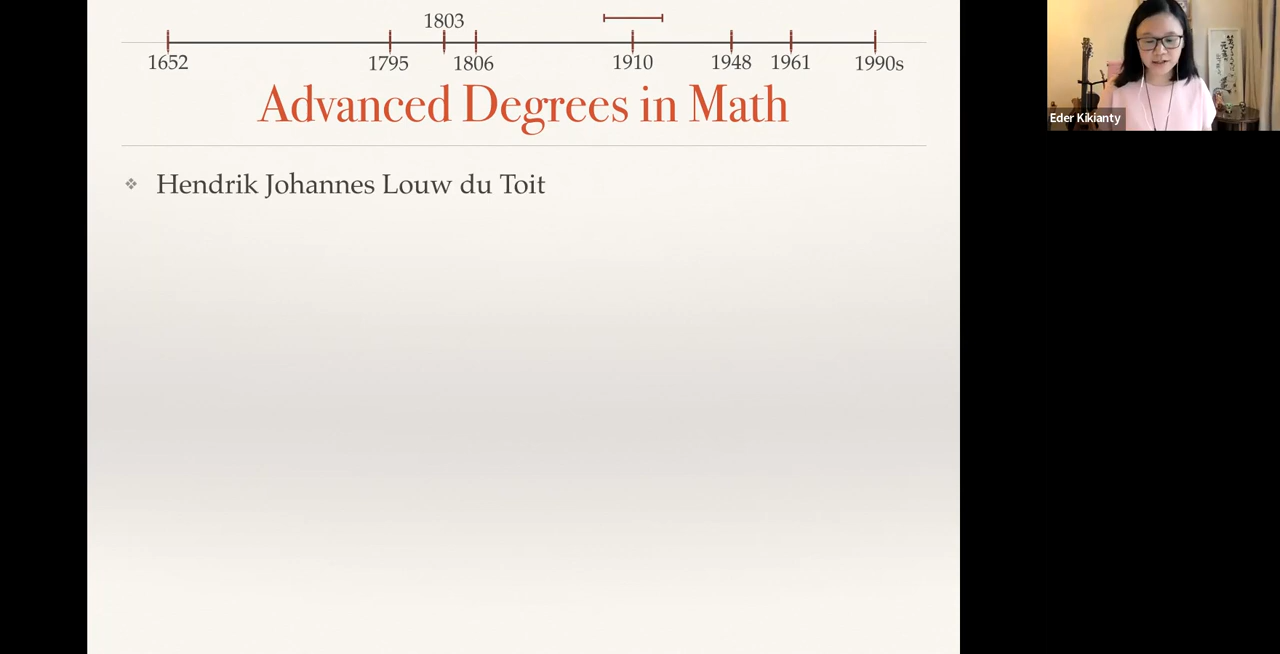 1803
1652 1795 1806 1910 1948 1961 1990s
Advanced Degrees in Math
Hendrik Johannes Louw du Toit
Eder Kikianty